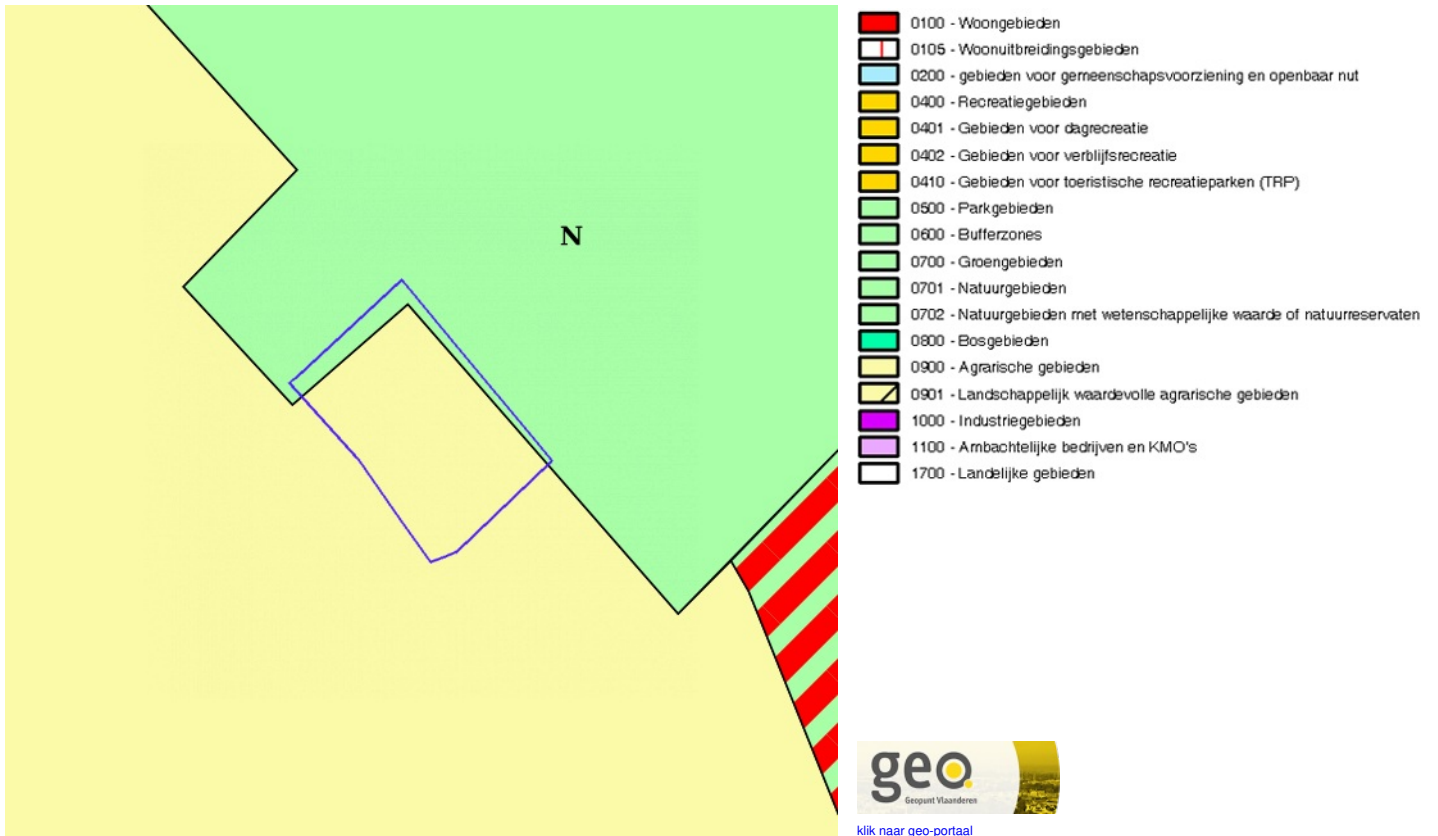 N
0100 - Woongebieden
0105 - Woonuitbreidingsgebieden
0200 - gebieden voor gemeenschapsvoorziening en openbaar nut
0400 - Recreatiegebieden
0401 - Gebieden voor dagrecreatie
0402 - Gebieden voor verblijfsrecreatie
0410 - Gebieden voor toeristische recreatieparken (TRP)
0500 - Parkgebieden
0600 - Bufferzones
0700 - Groengebieden
0701 - Natuurgebieden
0702 - Natuurgebieden met wetenschappelijke waarde of natuurreservaten
0800 - Bosgebieden
0900 - Agrarische gebieden
0901 - Landschappelijk waardevolle agrarische gebieden
1000 - Industriegebieden
1100 - Ambachtelijke bedrijven en KMO's
1700 - Landelijke gebieden
geo.
Geopunt Vlaanderen
klik naar geo-portaal